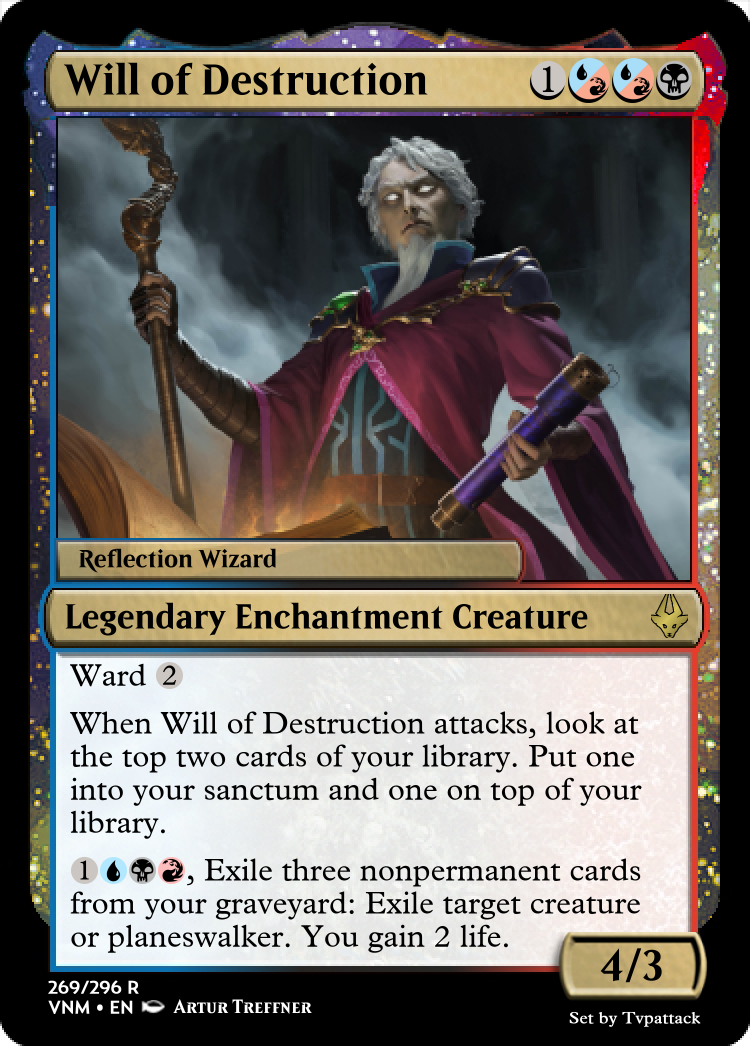 Will of Destruction 1
Reflection Wizard
Legendary Enchantment Creature
Ward 2
When Will of Destruction attacks, look at
the top two cards of your library. Put one
into your sanctum and one on top of your
library.
1, Exile three nonpermanent cards
from your graveyard: Exile target creature
or planeswalker. You gain 2 life.
4/3
269/296 R
VNM • EN ARTUR TREFFNER
Set by Tvpattack